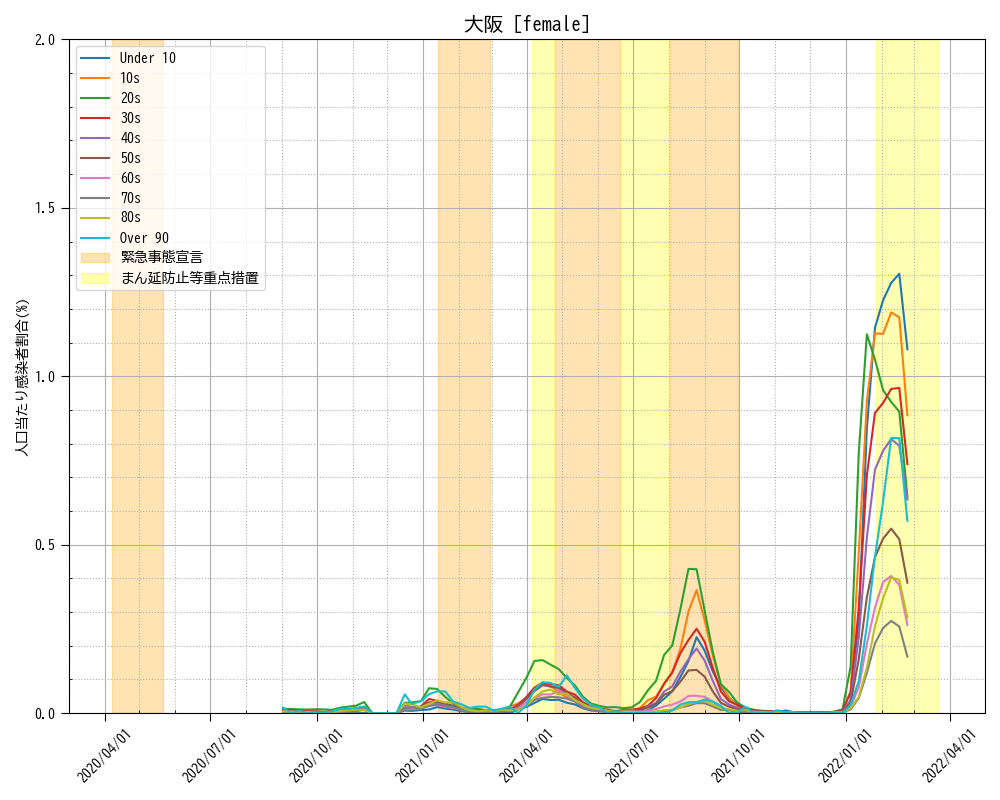 大阪 [female]
2.0
1.5
1.0
0.5
0.0
人口当たり感染者割合(%)
Under 10
10s
20s
30s
40s
50s
60s
70s
80s
Over 90
緊急事態宣言
まん延防止等重点措置
2020/04/01
2020/07/01
2020/10/01
2021/01/01
2021/04/01
2021/07/01
2021/10/01
2022/01/01
2022/04/01